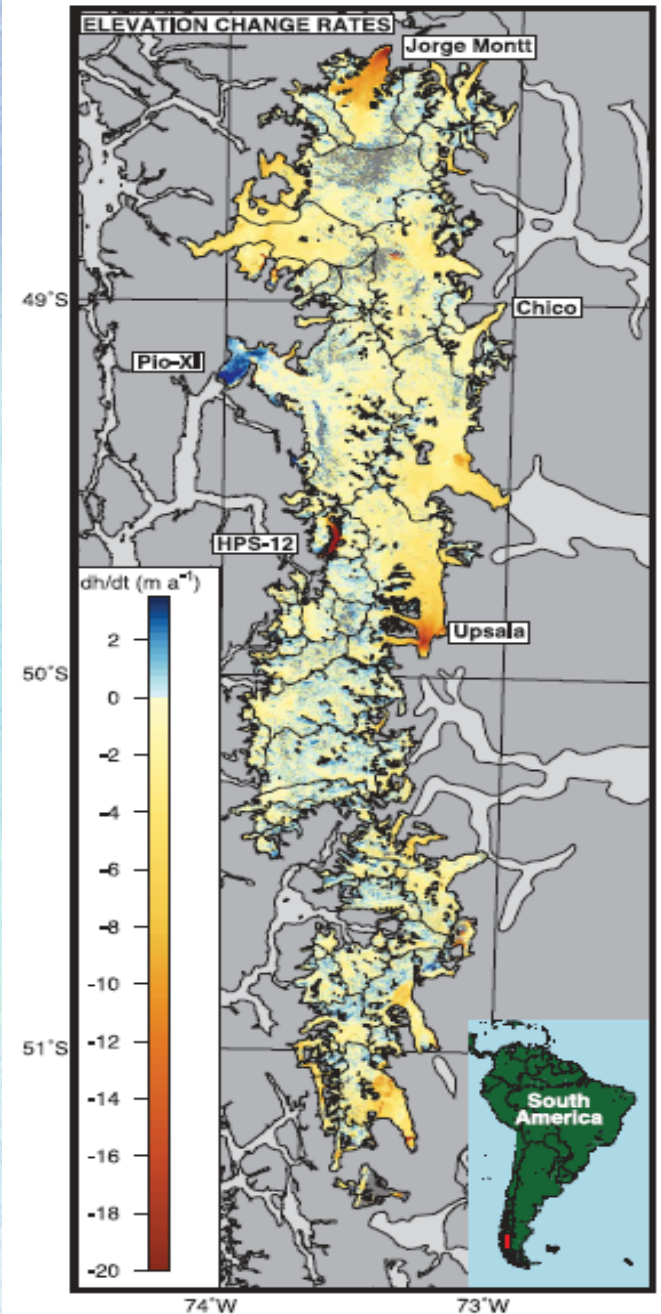 ELEVATION CHANGE RATES
Jorge Montt
49°S
Chico
Pio-XI
HPS-12
dh/dt (m a⁻¹)
Upsala
2
50°S
0
-2
-4
-6
-8
-10
51°S
-12
-14
South
America
-16
-18
-20
74°W
73°W